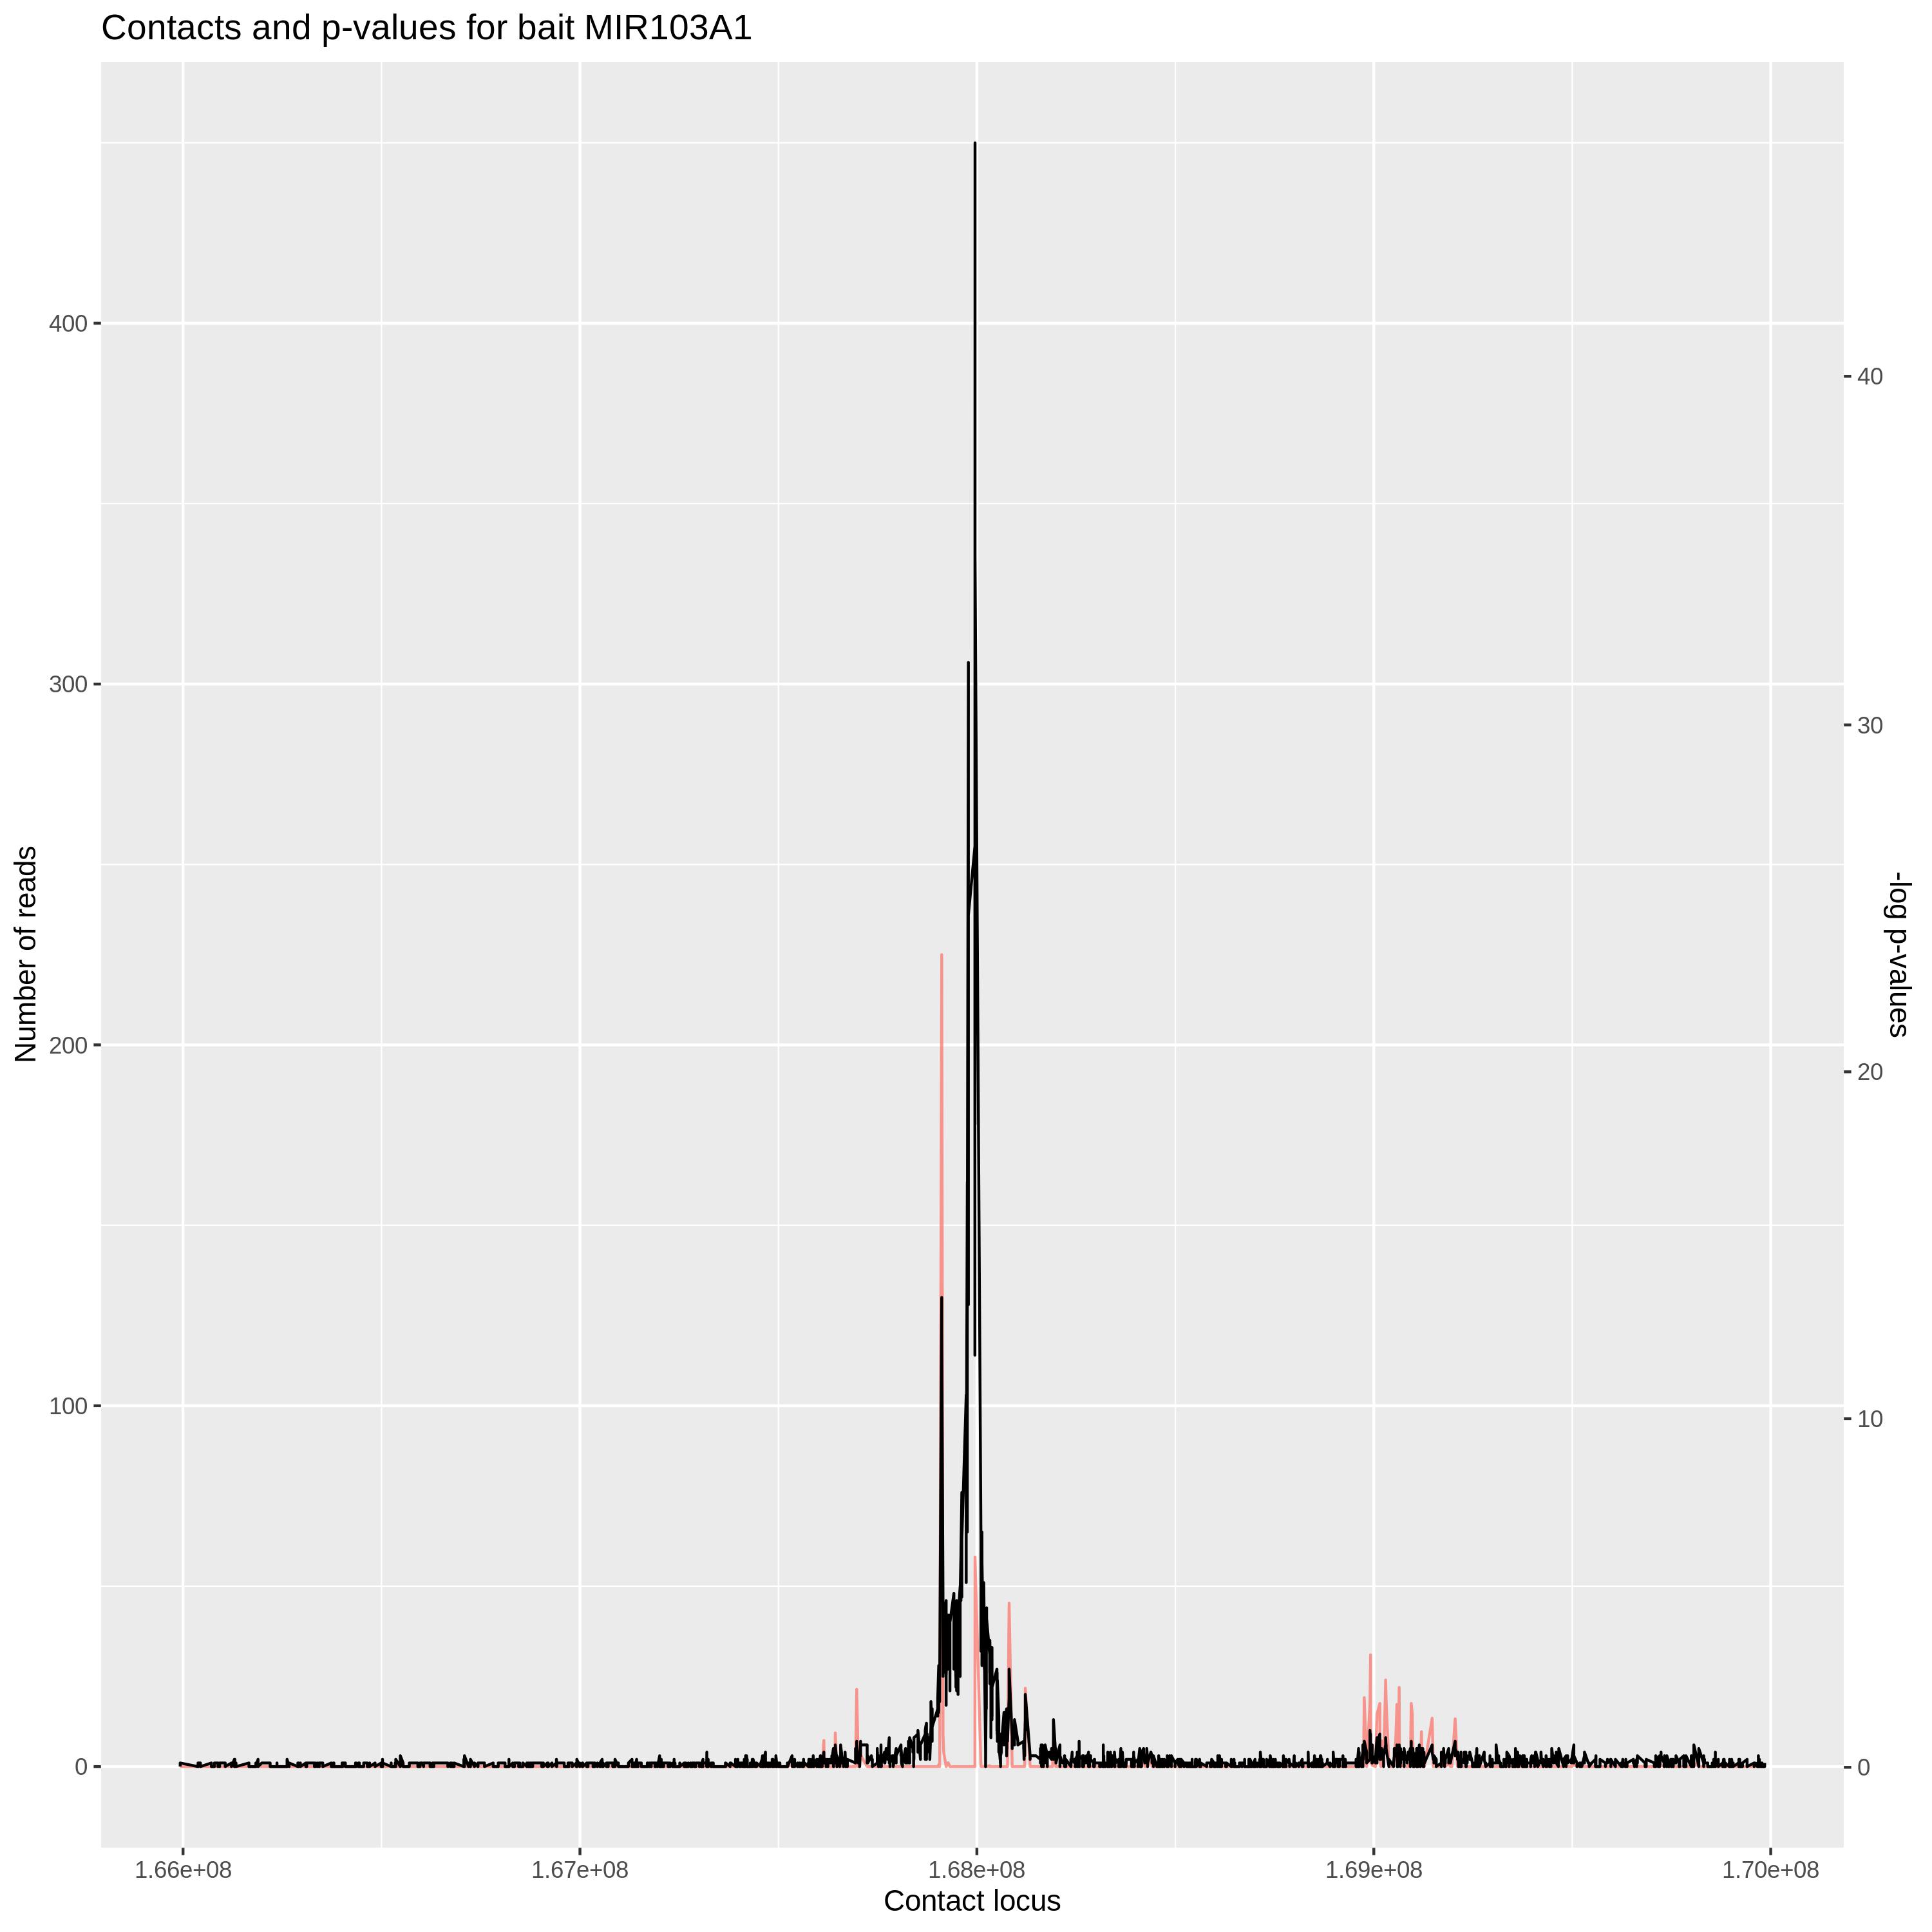 Contacts and p-values for bait MIR103A1
Number of reads
400
300
200
100
0
40
30
20
10
0
-log p-values
1.66e+08 1.67e+08 1.68e+08 1.69e+08 1.70e+08
Contact locus